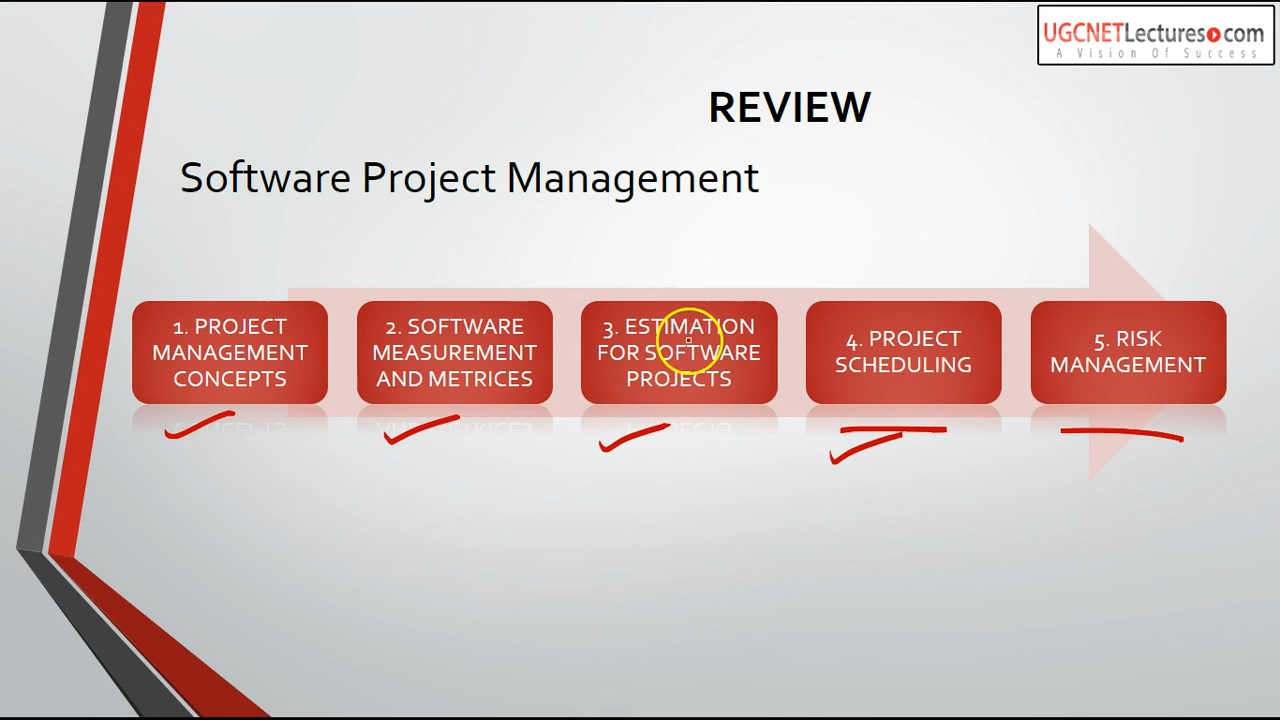 UGCNETLectures.com
A Vision Of Success
REVIEW
Software Project Management
1. PROJECT
MANAGEMENT
CONCEPTS
2. SOFTWARE
MEASUREMENT
AND METRICES
3. ESTIMATION
FOR SOFTWARE
PROJECTS
4. PROJECT
SCHEDULING
5. RISK
MANAGEMENT